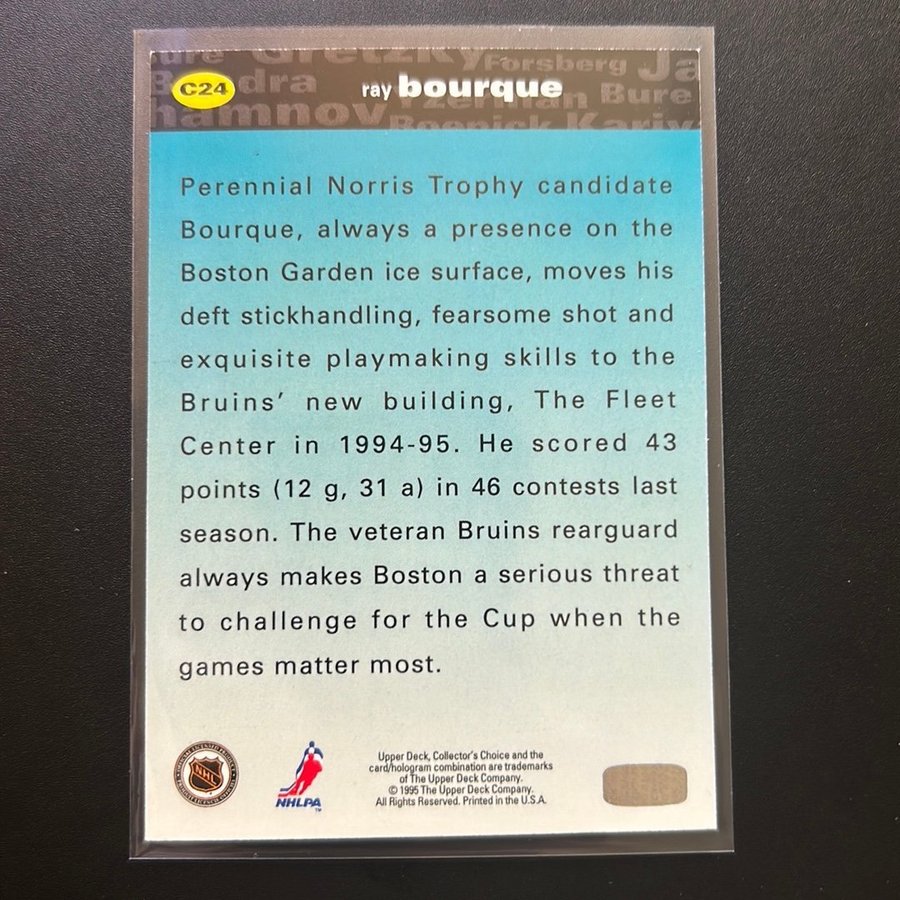 Gretzky Forsberg
C24
ray bourque
Bure
Perennial Norris Trophy candidate
Bourque, always a presence on the
Boston Garden ice surface, moves his
deft stickhandling, fearsome shot and
exquisite playmaking skills to the
Bruins' new building, The Fleet
Center in 1994-95. He scored 43
points (12 g, 31 a) in 46 contests last
season. The veteran Bruins rearguard
always makes Boston a serious threat
to challenge for the Cup when the
games matter most.
NHL
NHLPA
TM
Upper Deck, Collector's Choice and the
card/hologram combination are trademarks
of The Upper Deck Company.
© 1995 The Upper Deck Company.
All Rights Reserved. Printed in the U.S.A.